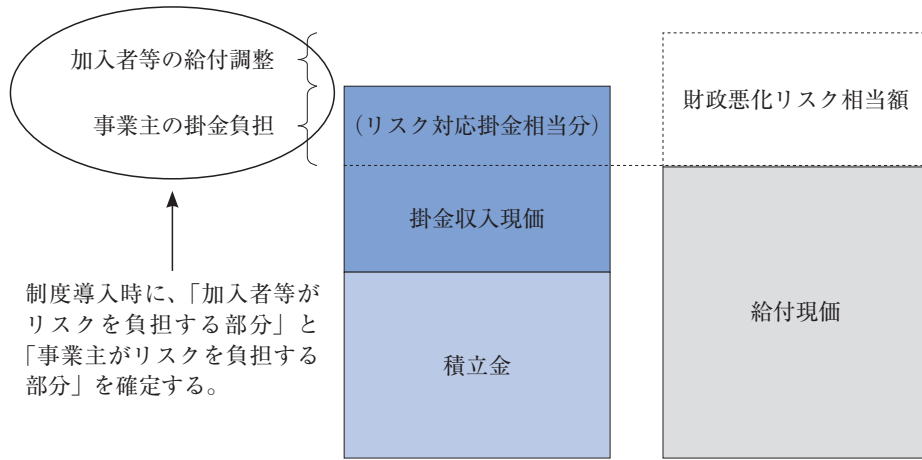 加入者等の給付調整
事業主の掛金負担
（リスク対応掛金相当分）
財政悪化リスク相当額
掛金収入現価
給付現価
積立金
制度導入時に、「加入者等が
リスクを負担する部分」と
「事業主がリスクを負担する
部分」を確定する。